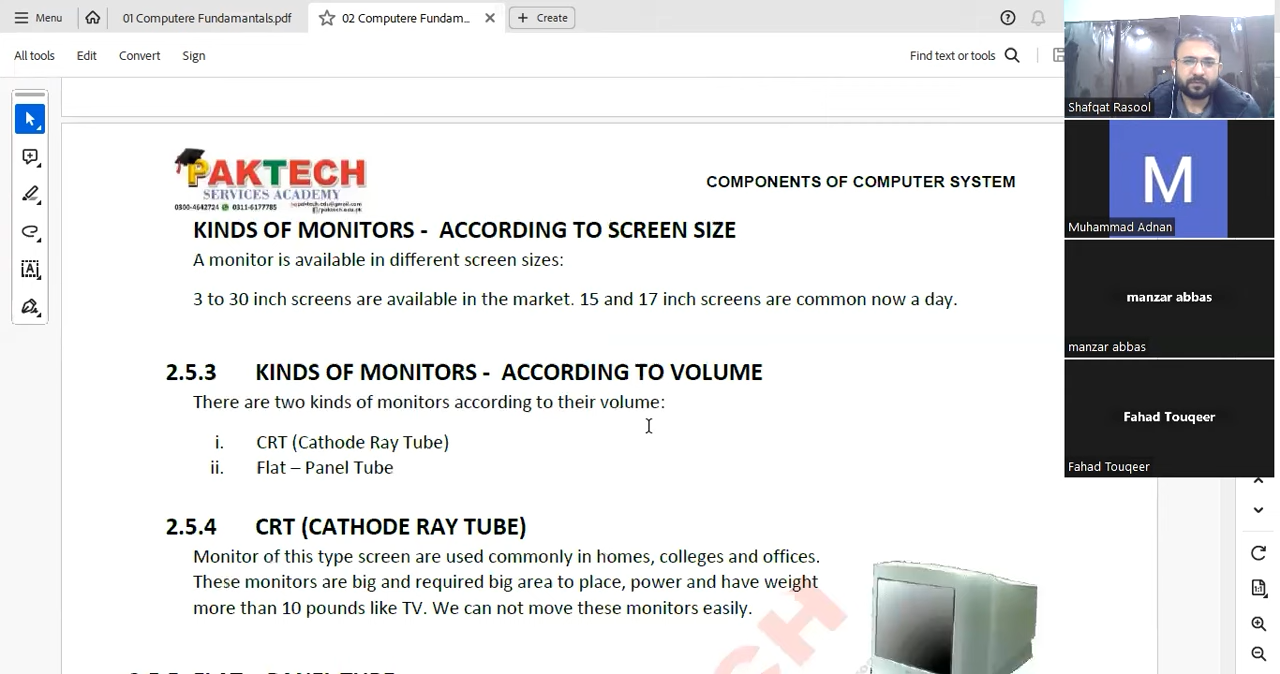 Menu
01 Computere Fundamantals.pdf
02 Computere Fundam...
Create
All tools
Edit
Convert
Sign
Find text or tools
PAKTECH
SERVICES ACADEMY
0300-4642724 0311-6177785
COMPONENTS OF COMPUTER SYSTEM
KINDS OF MONITORS - ACCORDING TO SCREEN SIZE
A monitor is available in different screen sizes:
3 to 30 inch screens are available in the market. 15 and 17 inch screens are common now a day.
2.5.3 KINDS OF MONITORS - ACCORDING TO VOLUME
There are two kinds of monitors according to their volume:
i. CRT (Cathode Ray Tube)
ii. Flat – Panel Tube
2.5.4 CRT (CATHODE RAY TUBE)
Monitor of this type screen are used commonly in homes, colleges and offices.
These monitors are big and required big area to place, power and have weight
more than 10 pounds like TV. We can not move these monitors easily.
Shafqat Rasool
M
Muhammad Adnan
manzar abbas
manzar abbas
Fahad Touqeer
Fahad Touqeer